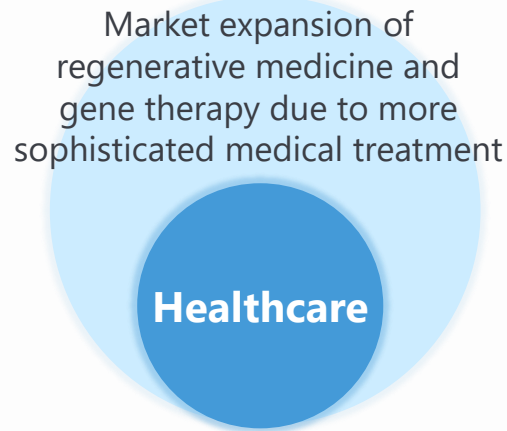 Market expansion of
regenerative medicine and
gene therapy due to more
sophisticated medical treatment
Healthcare